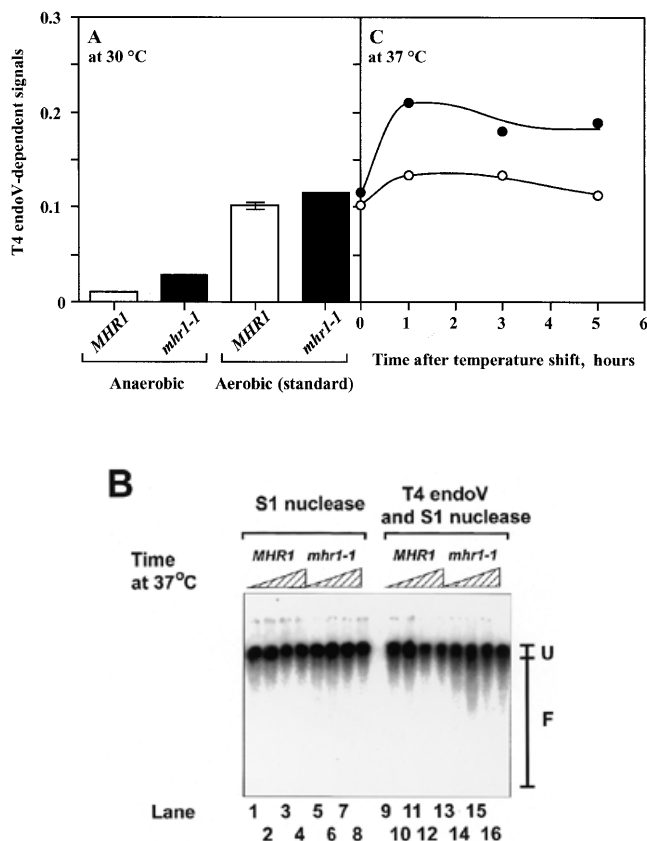 T4 endoV-dependent signals
0.3
0.2
0.1
0
A
at 30 °C
C
at 37 °C
MHR1
mhr1-1
MHR1
mhr1-1
Anaerobic
Aerobic (standard)
0 1 2 3 4 5 6
Time after temperature shift, hours
B
S1 nuclease
T4 endoV
and S1 nuclease
Time
at 37°C
MHR1 mhr1-1
MHR1 mhr1-1
U
F
Lane
1 3 5 7 9 11 13 15
2 4 6 8 10 12 14 16